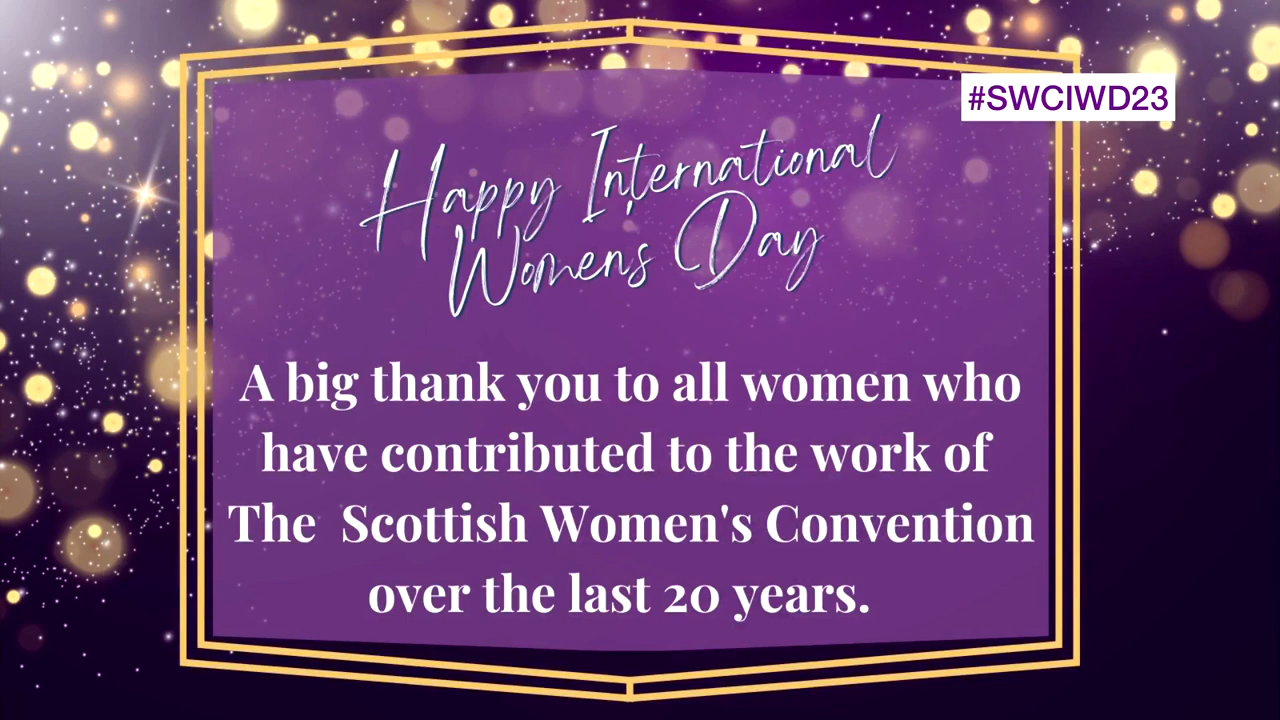 #SWCIWD23
Happy International
Womens Day
A big thank you to all women who
have contributed to the work of
The  Scottish Women's Convention
over the last 20 years.